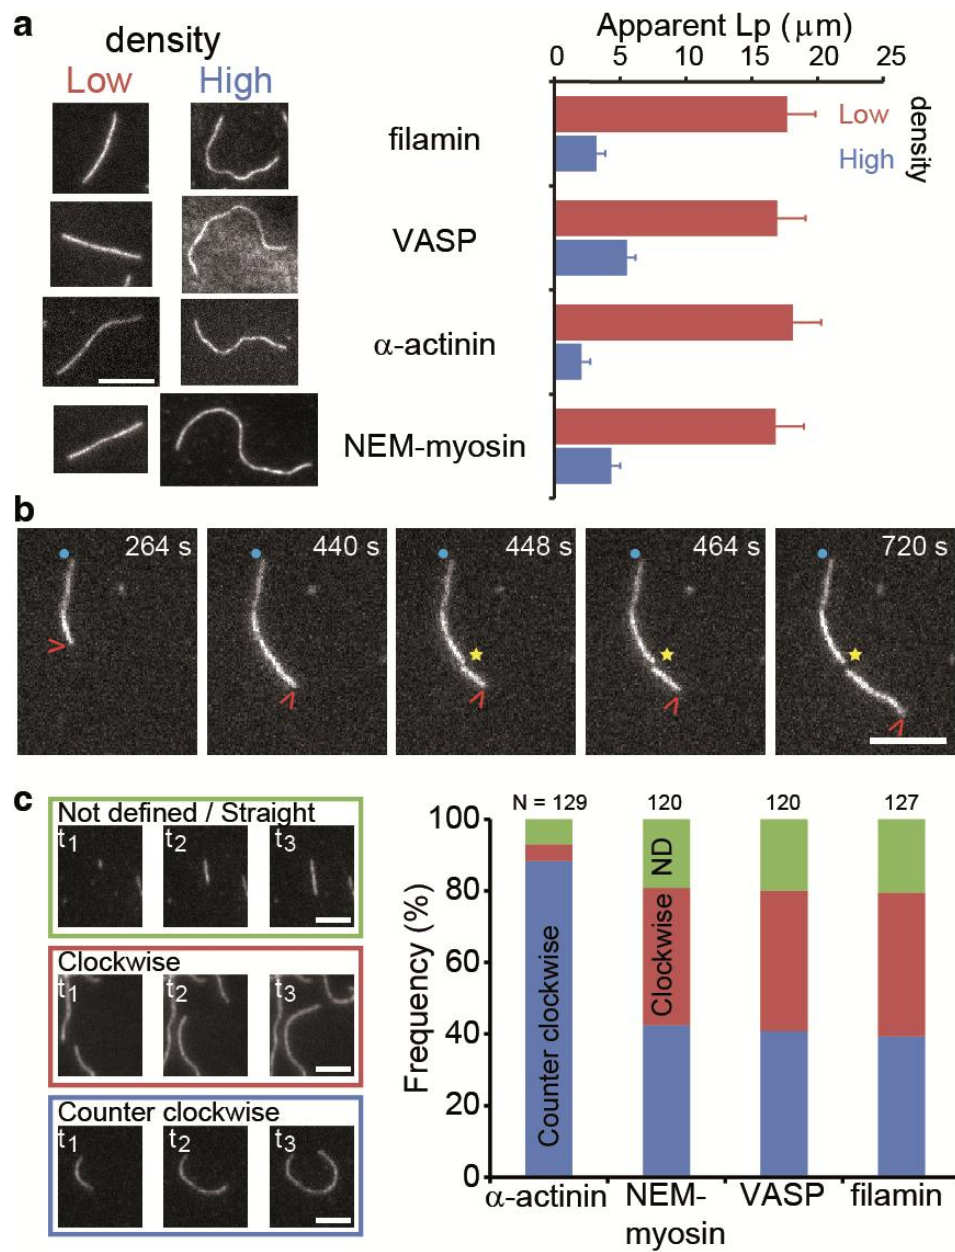 a
density
Low High
filamin
VASP
α-actinin
NEM-myosin
Apparent Lp (μm)
0 5 10 15 20 25
Low
High
density
b
264 s 440 s 448 s 464 s 720 s
c
Not defined / Straight
t1 t2 t3
Clockwise
t1 t2 t3
Counter clockwise
t1 t2 t3
N = 129 120 120 127
Frequency (%)
100
80
60
40
20
0
Counter clockwise
Clockwise
ND
α-actinin NEM-myosin VASP filamin